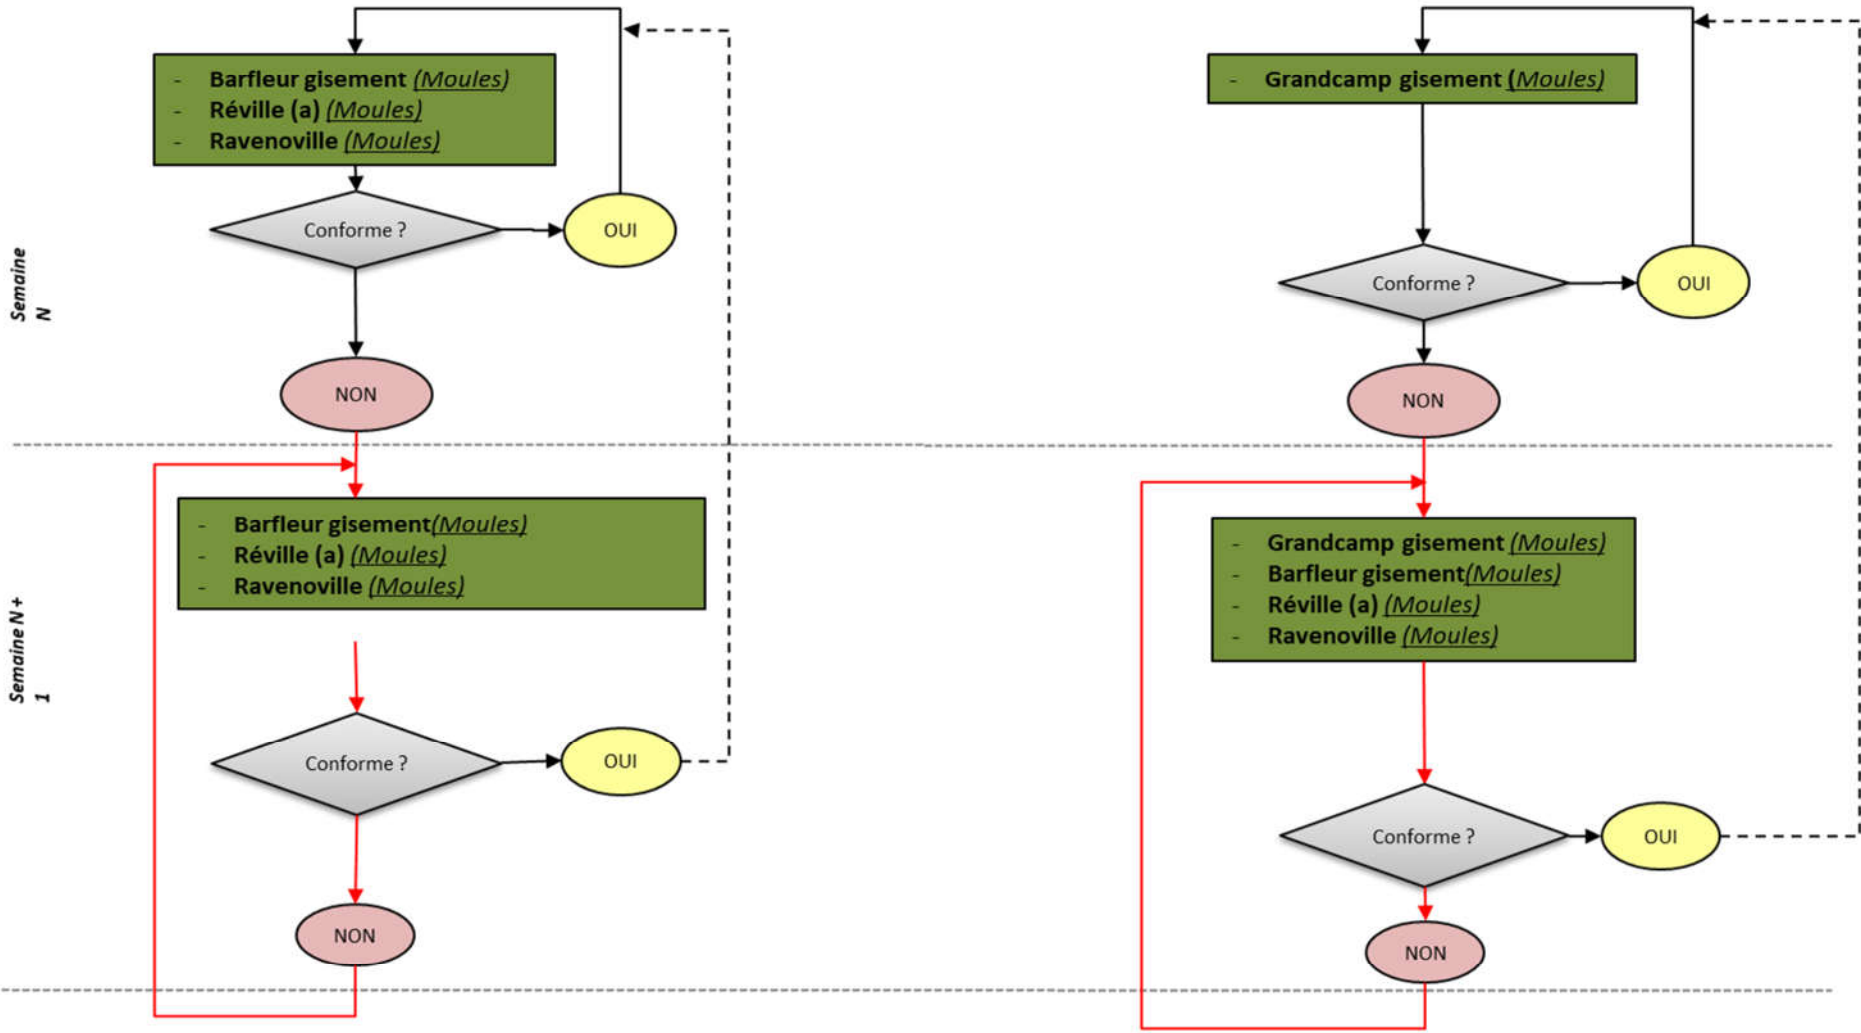 - Barfleur gisement (Moules)
- Réville (a) (Moules)
- Ravenoville (Moules)
Conforme ?
OUI
NON
- Grandcamp gisement (Moules)
Conforme ?
OUI
NON
Semaine
N
- Barfleur gisement(Moules)
- Réville (a) (Moules)
- Ravenoville (Moules)
Conforme ?
OUI
NON
- Grandcamp gisement (Moules)
- Barfleur gisement(Moules)
- Réville (a) (Moules)
- Ravenoville (Moules)
Conforme ?
OUI
NON
Semaine N +
1